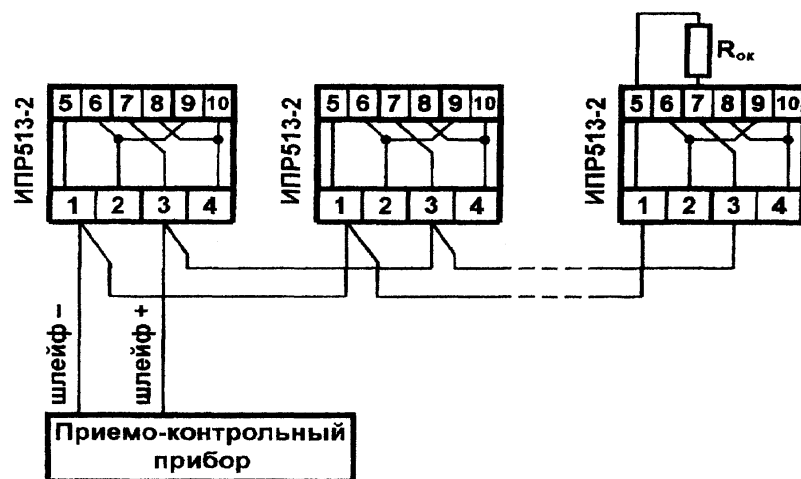 Rок
5 6 7 8 9 10
5 6 7 8 9 10
5 6 7 8 9 10
ИПР513-2
ИПР513-2
ИПР513-2
1 2 3 4
1 2 3 4
1 2 3 4
шлейф –
шлейф +
Приемо-контрольный
прибор